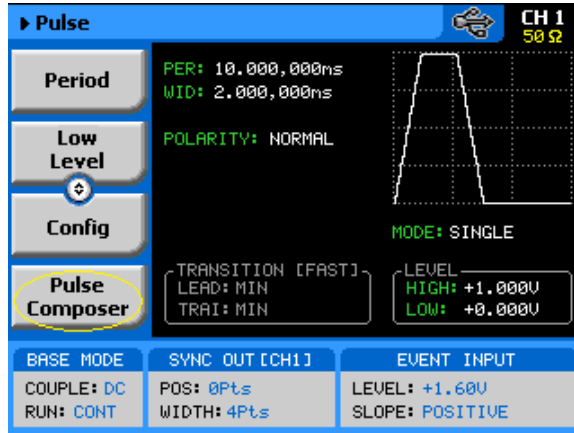 Pulse
CH 1
50 Ω
Period
PER: 10.000,000ms
WID: 2.000,000ms
Low
Level
POLARITY: NORMAL
Config
MODE: SINGLE
Pulse
Composer
TRANSITION [FAST]
LEAD: MIN
TRAI: MIN
LEVEL
HIGH: +1.000V
LOW: +0.000V
BASE MODE
COUPLE: DC
RUN: CONT
SYNC OUT [CH1]
POS: 0Pts
WIDTH: 4Pts
EVENT INPUT
LEVEL: +1.60V
SLOPE: POSITIVE